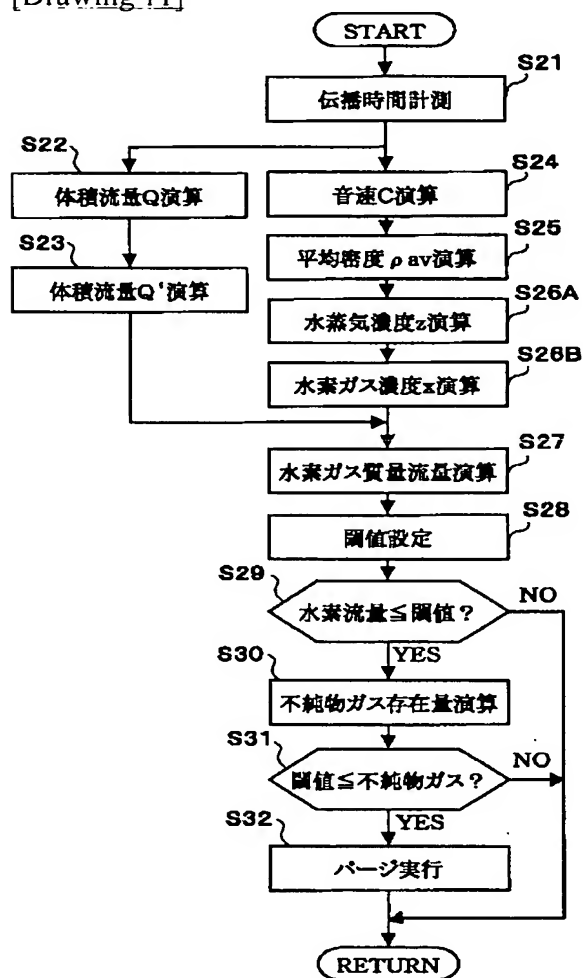 [Drawing 11]
START
S21
伝播時間計測
S22
体積流量Q演算
S23
体積流量Q'演算
S24
音速C演算
S25
平均密度ρav演算
S26A
水蒸気濃度z演算
S26B
水素ガス濃度x演算
S27
水素ガス質量流量演算
S28
閾値設定
S29
水素流量≦閾値?
NO
YES
S30
不純物ガス存在量演算
S31
閾値≦不純物ガス?
NO
YES
S32
パージ実行
RETURN